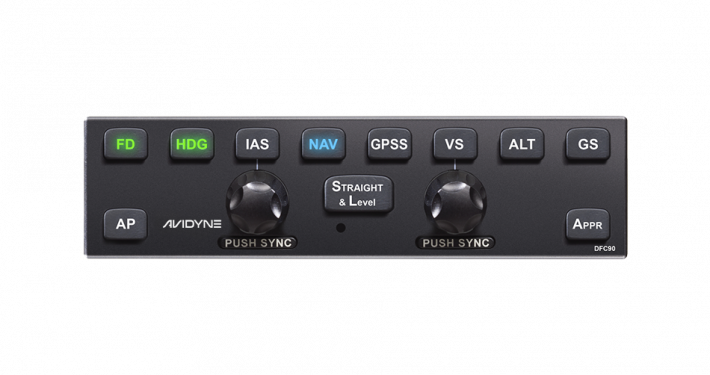 FD HDG IAS NAV GPSS VS ALT GS
STRAIGHT
& LEVEL
AP AVIDYNE APPR
PUSH SYNC PUSH SYNC
DFC90